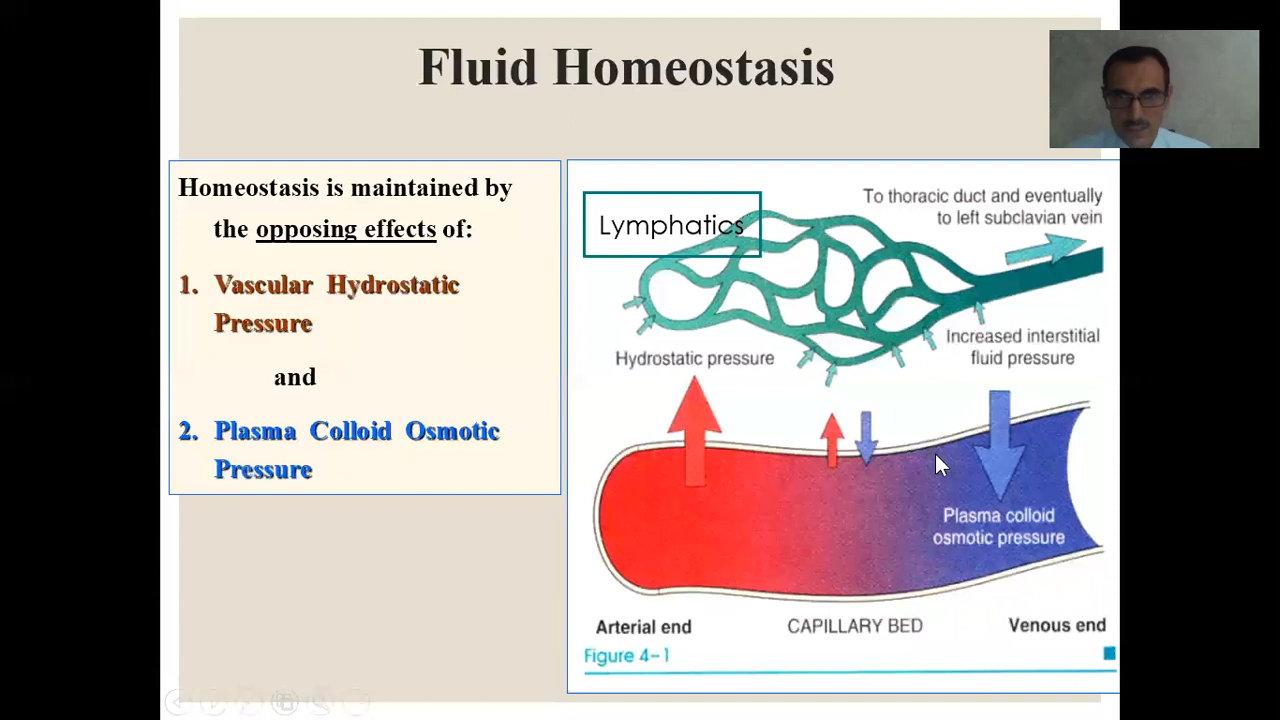 Fluid Homeostasis
Homeostasis is maintained by
the opposing effects of:
1. Vascular Hydrostatic
Pressure
and
2. Plasma Colloid Osmotic
Pressure
Lymphatics
To thoracic duct and eventually
to left subclavian vein
Increased interstitial
fluid pressure
Hydrostatic pressure
Plasma colloid
osmotic pressure
Arterial end
CAPILLARY BED
Venous end
Figure 4–1